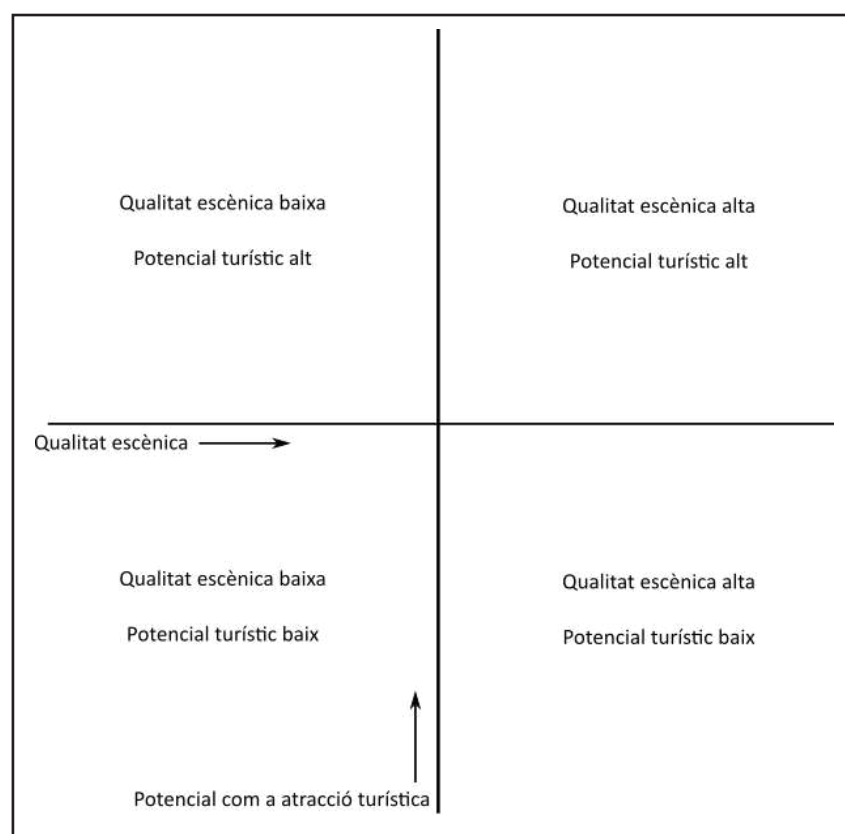 Qualitat escènica baixa
Potencial turístic alt
Qualitat escènica alta
Potencial turístic alt
Qualitat escènica
Qualitat escènica baixa
Potencial turístic baix
Qualitat escènica alta
Potencial turístic baix
Potencial com a atracció turística